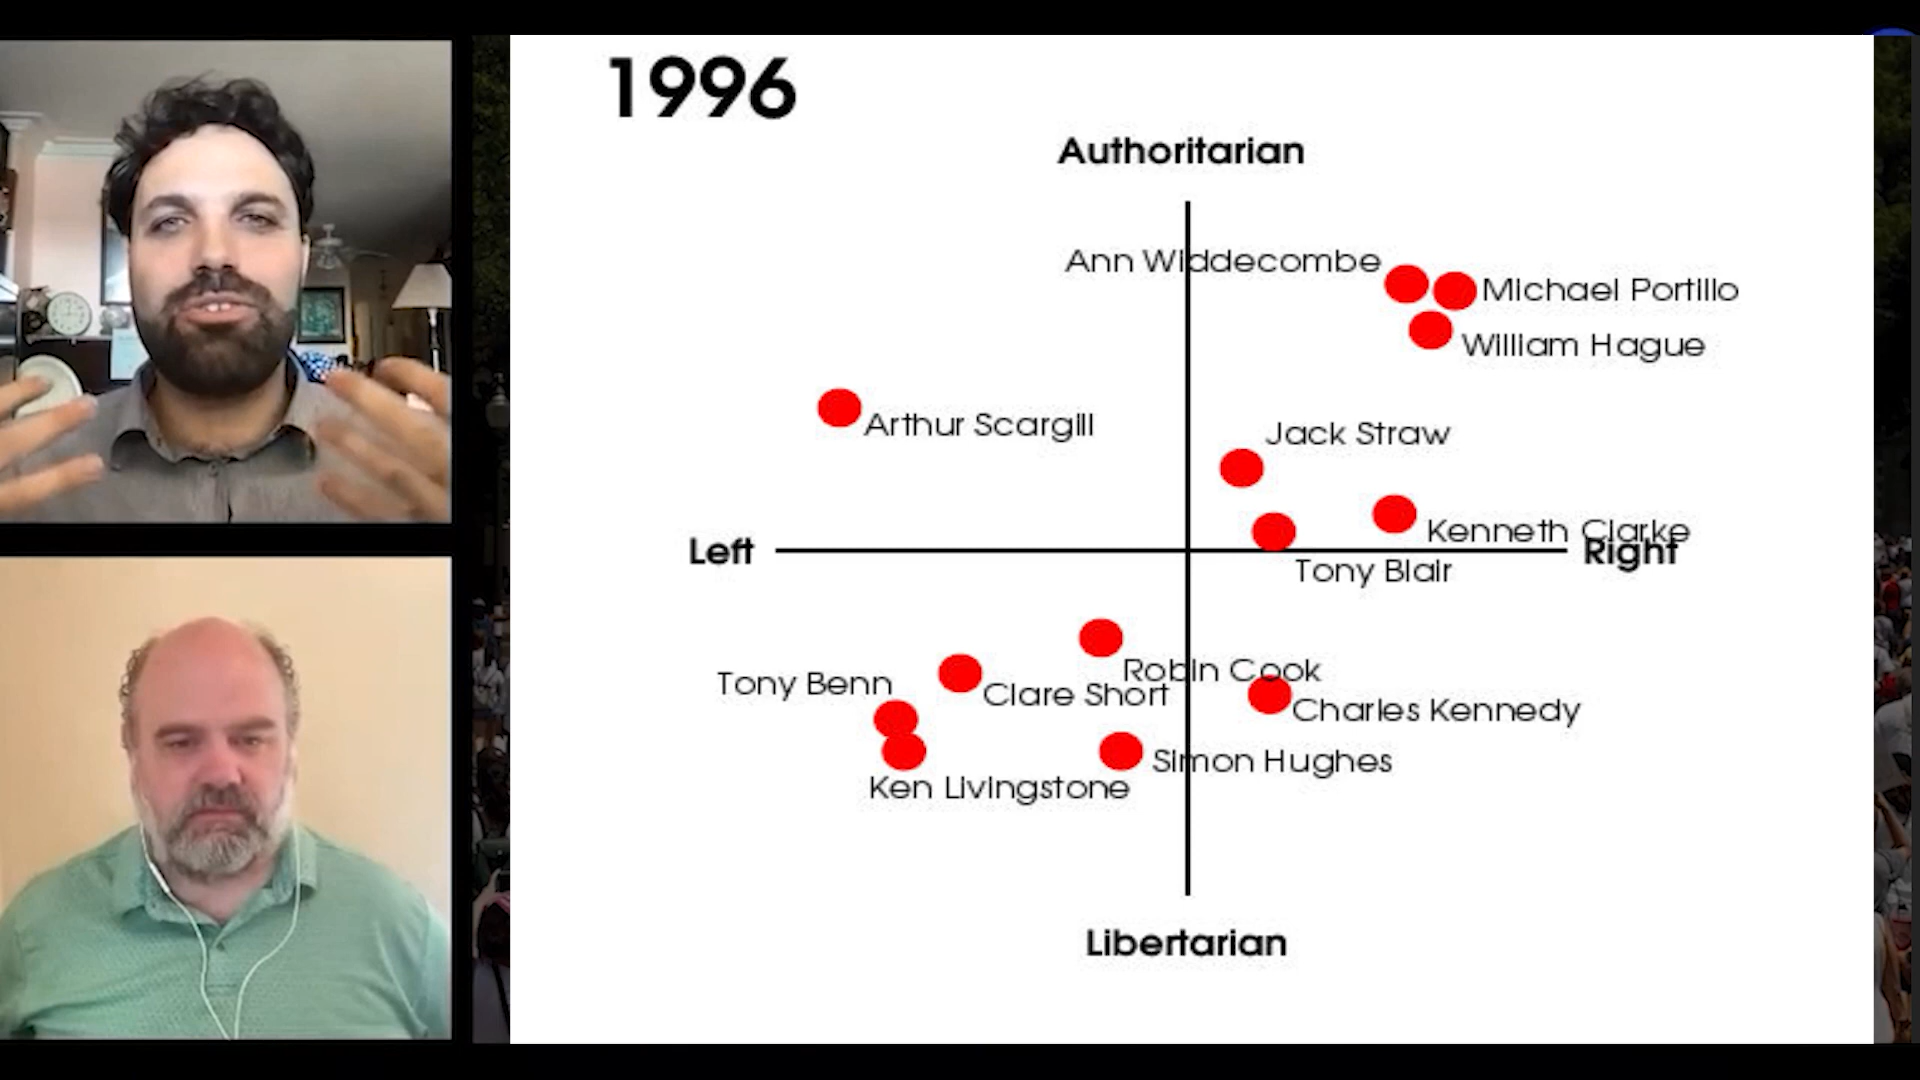 1996
Authoritarian
Ann Widdecombe
Michael Portillo
William Hague
Arthur Scargill
Jack Straw
Kenneth Clarke
Left
Right
Tony Blair
Robin Cook
Tony Benn
Clare Short
Charles Kennedy
Simon Hughes
Ken Livingstone
Libertarian